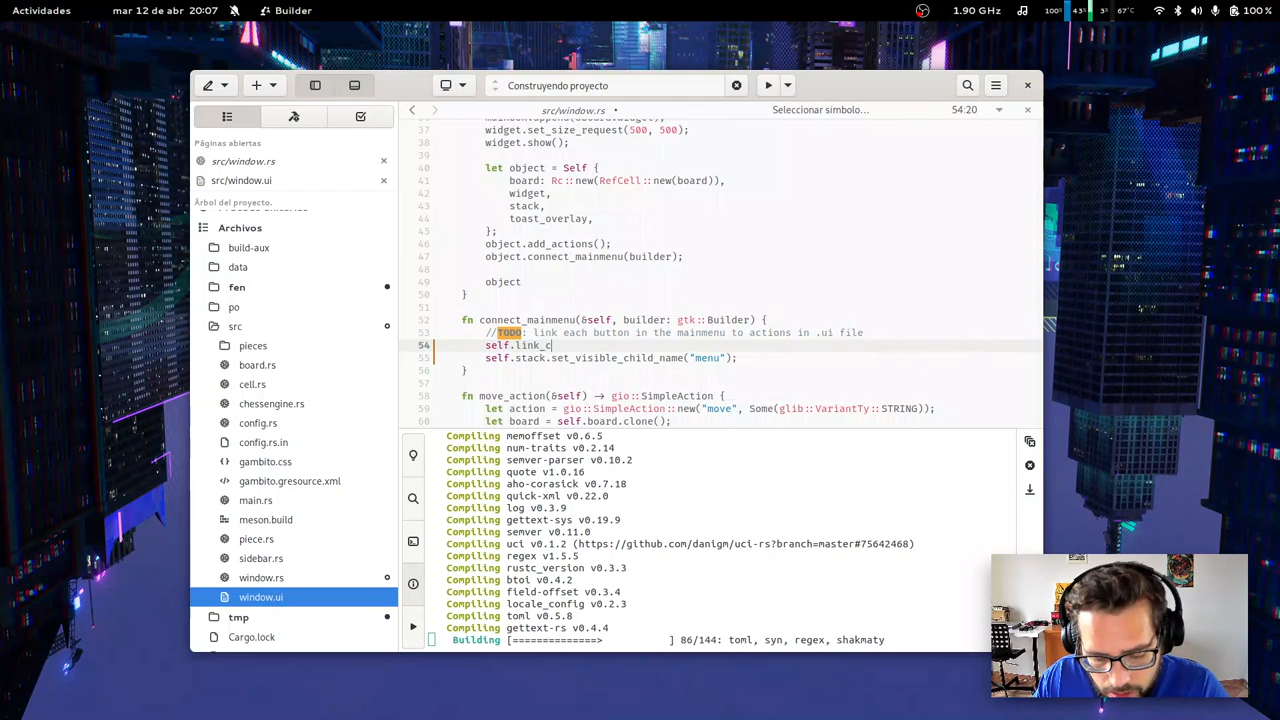 Actividades
mar 12 de abr 20:07
Builder
1.90 GHz
100%
43%
3%
67°C
100 %
Construyendo proyecto
src/window.rs •
Seleccionar símbolo…
54:20
Páginas abiertas
src/window.rs
src/window.ui
Árbol del proyecto.
Archivos
build-aux
data
fen
po
src
pieces
board.rs
cell.rs
chessengine.rs
config.rs
config.rs.in
gambito.css
gambito.gresource.xml
main.rs
meson.build
piece.rs
sidebar.rs
window.rs
window.ui
tmp
Cargo.lock
37 widget.set_size_request(500, 500);
38 widget.show();
39
40 let object = Self {
41 board: Rc::new(RefCell::new(board)),
42 widget,
43 stack,
44 toast_overlay,
45 };
46 object.add_actions();
47 object.connect_mainmenu(builder);
48
49 object
50 }
51
52 fn connect_mainmenu(&self, builder: gtk::Builder) {
53 //TODO: link each button in the mainmenu to actions in .ui file
54 self.link_c
55 self.stack.set_visible_child_name("menu");
56 }
57
58 fn move_action(&self) -> gio::SimpleAction {
59 let action = gio::SimpleAction::new("move", Some(glib::VariantTy::STRING));
60 let board = self.board.clone();
Compiling memoffset v0.6.5
Compiling num-traits v0.2.14
Compiling semver-parser v0.10.2
Compiling quote v1.0.16
Compiling aho-corasick v0.7.18
Compiling quick-xml v0.22.0
Compiling log v0.3.9
Compiling gettext-sys v0.19.9
Compiling semver v0.11.0
Compiling uci v0.1.2 (https://github.com/danigm/uci-rs?branch=master#75642468)
Compiling regex v1.5.5
Compiling rustc_version v0.3.3
Compiling btoi v0.4.2
Compiling field-offset v0.3.4
Compiling locale_config v0.2.3
Compiling toml v0.5.8
Compiling gettext-rs v0.4.4
Building [==============> ] 86/144: toml, syn, regex, shakmaty